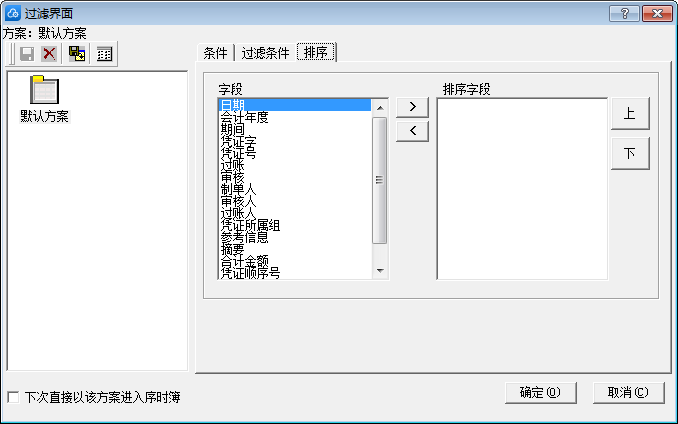 过滤界面
方案: 默认方案
条件
过滤条件
排序
默认方案
字段
日期
会计年度
期间
凭证字
凭证号
过账
审核
制单人
审核人
过账人
凭证所属组
参考信息
摘要
合计金额
凭证顺序号
>
<
排序字段
上
下
下次直接以该方案进入序时簿
确定(O)
取消(C)